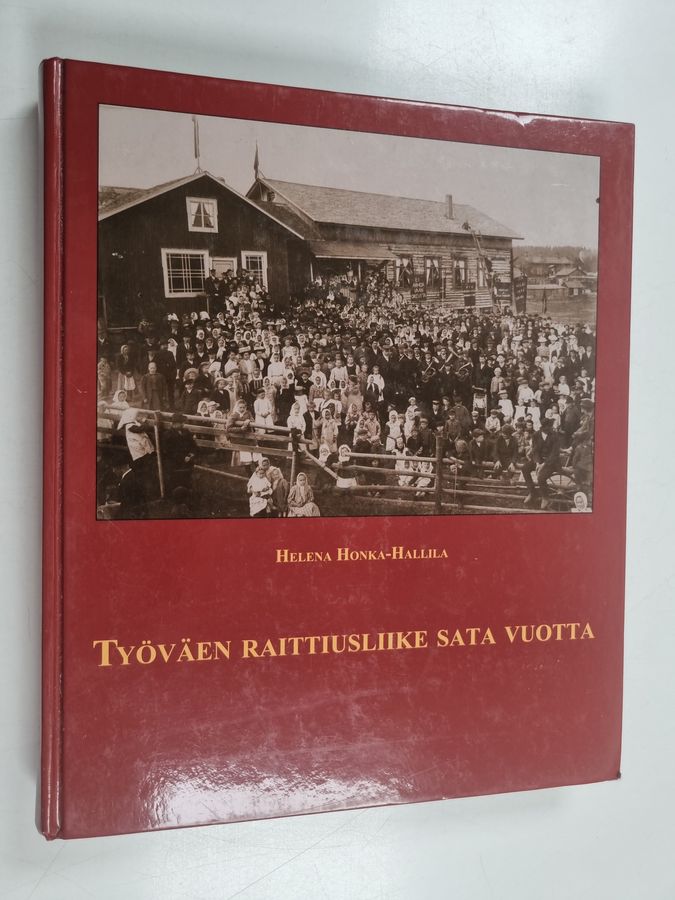 Helena Honka-Hallila
Työväen raittiusliike sata vuotta